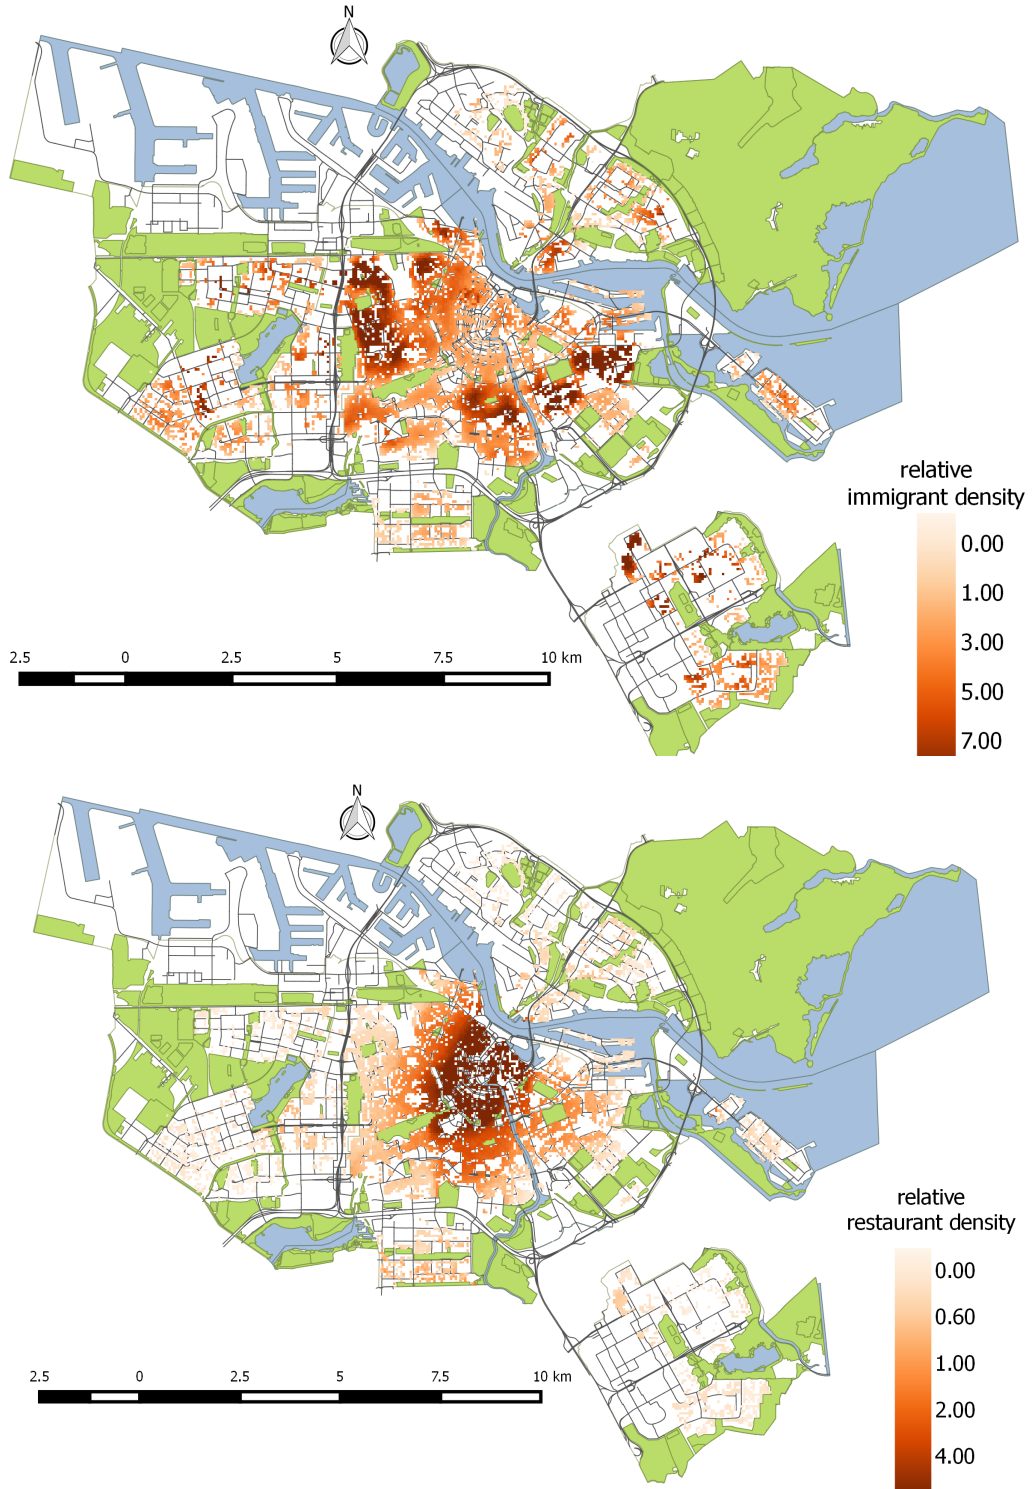 N
relative
immigrant density
0.00
1.00
3.00
5.00
7.00
2.5 0 2.5 5 7.5 10 km
N
relative
restaurant density
0.00
0.60
1.00
2.00
4.00
2.5 0 2.5 5 7.5 10 km